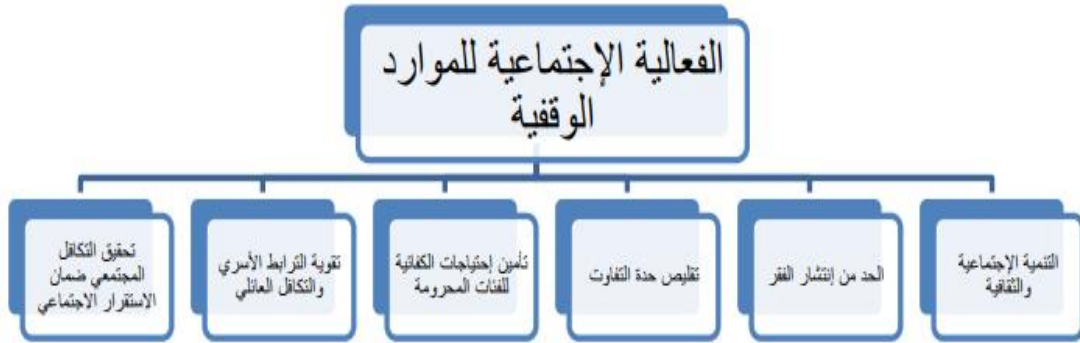 الفعالية الإجتماعية للموارد
الوقفية
التنمية الإجتماعية
والثقافية
الحد من إنتشار الفقر
تقليص حدة التفاوت
تأمين إحتياجات الكفائية
للفئات المحرومة
تقوية الترابط الأسري
والتكافل العائلي
تحقيق التكافل
المجتمعي ضمان
الاستقرار الاجتماعي